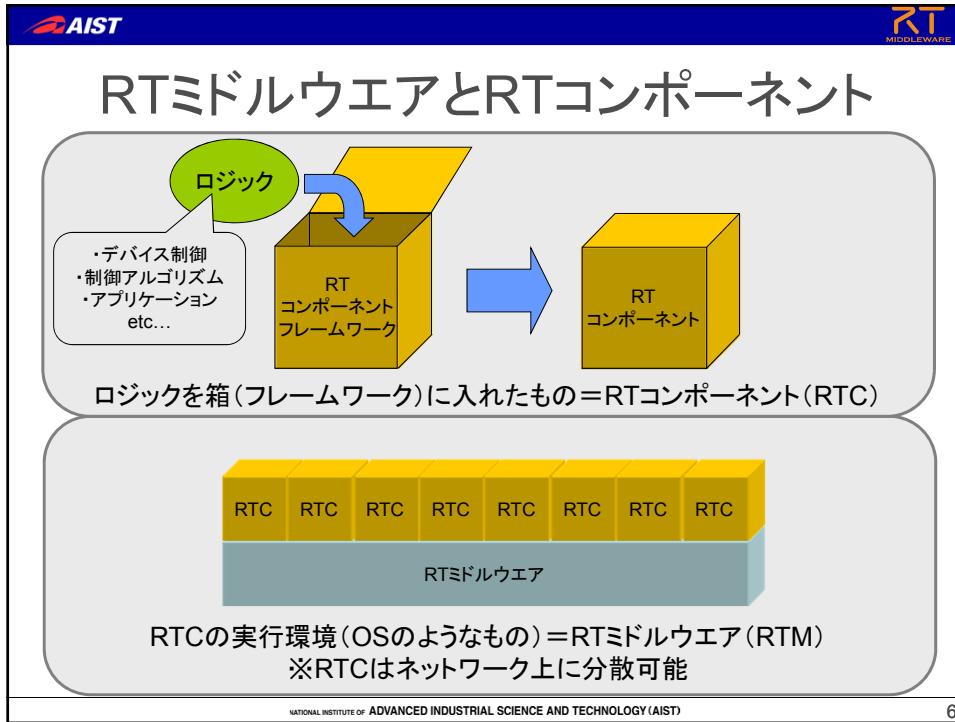 AIST
RT
MIDDLEWARE
RTミドルウエアとRTコンポーネント
ロジック
・デバイス制御
・制御アルゴリズム
・アプリケーション
etc…
RT
コンポーネント
フレームワーク
RT
コンポーネント
ロジックを箱（フレームワーク）に入れたもの＝RTコンポーネント（RTC）
RTC RTC RTC RTC RTC RTC RTC RTC
RTミドルウエア
RTCの実行環境（OSのようなもの）＝RTミドルウエア（RTM）
※RTCはネットワーク上に分散可能
NATIONAL INSTITUTE OF ADVANCED INDUSTRIAL SCIENCE AND TECHNOLOGY (AIST)
6